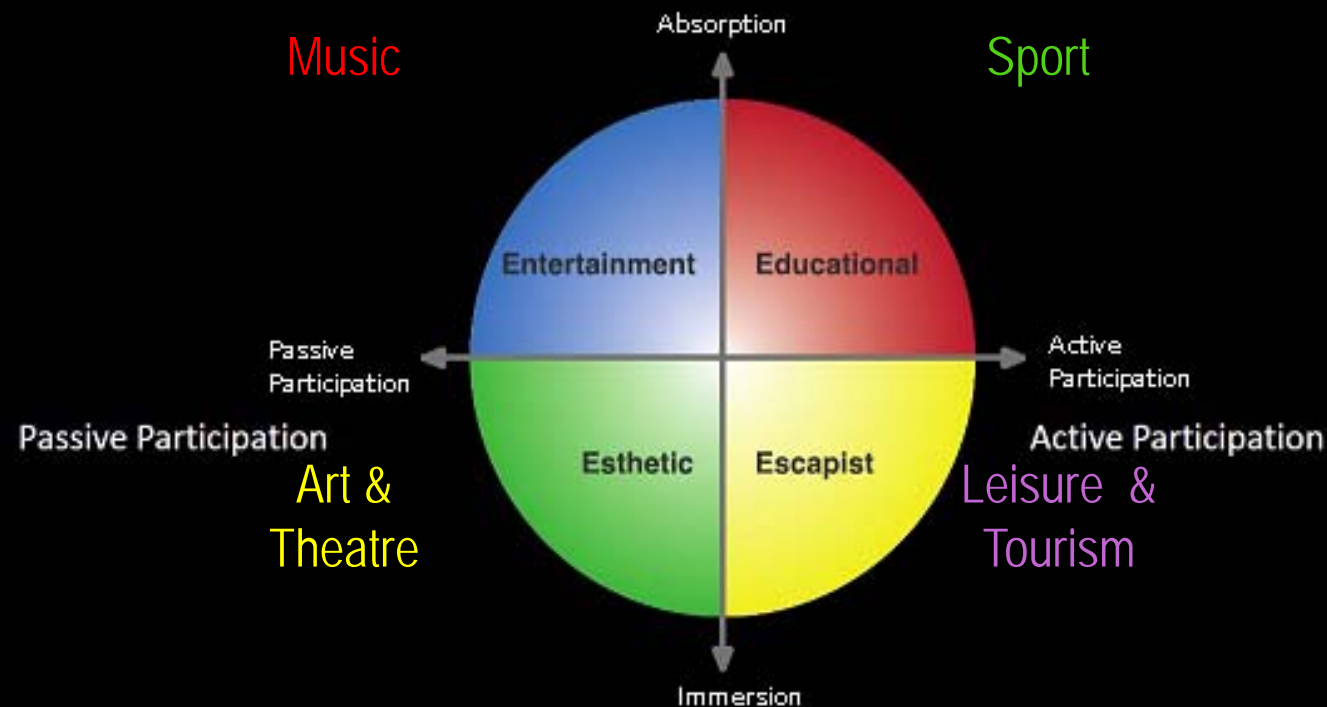 Absorption
Music
Sport
Entertainment
Educational
Passive
Participation
Active
Participation
Passive Participation
Active Participation
Esthetic
Escapist
Art &
Theatre
Leisure &
Tourism
Immersion